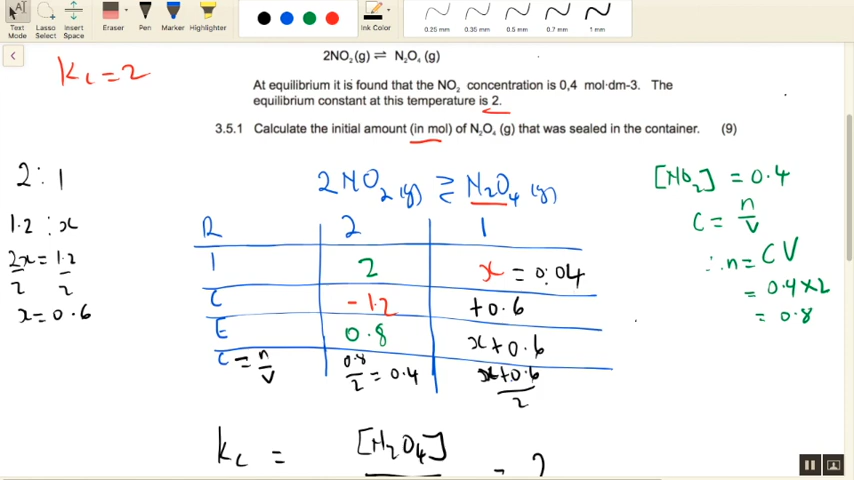 Text Mode
Lasso Select
Insert Space
Eraser
Pen
Marker
Highlighter
Ink Color
0.25 mm
0.35 mm
0.5 mm
0.7 mm
1 mm
2NO2(g) ⇌ N2O4 (g)
Kc=2
At equilibrium it is found that the NO2 concentration is 0,4 mol·dm-3. The
equilibrium constant at this temperature is 2.
3.5.1 Calculate the initial amount (in mol) of N2O4 (g) that was sealed in the container. (9)
2:1
1.2 : x
2x = 1.2
2 2
x = 0.6
2NO2(g) ⇌ N2O4(g)
R 2 1
I 2 x = 0.04
C -1.2 +0.6
E 0.8 x+0.6
C = n/V 0.8/2 = 0.4 x+0.6/2
[NO2] = 0.4
C = n/V
∴ n = CV
= 0.4×2
= 0.8
Kc = [N2O4] = 2